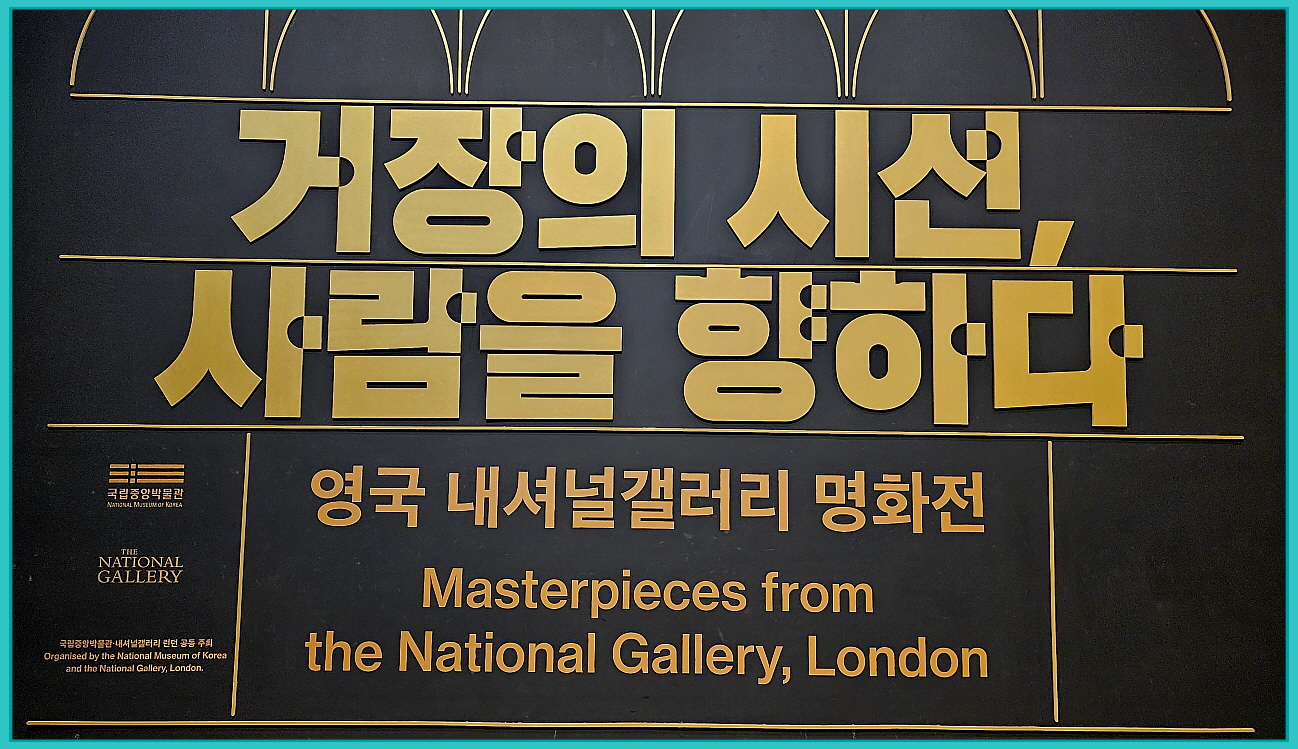 거장의 시선,
사람을 향하다
국립중앙박물관
NATIONAL MUSEUM OF KOREA
THE
NATIONAL
GALLERY
국립중앙박물관·내셔널갤러리 런던 공동 주최
Organised by the National Museum of Korea
and the National Gallery, London.
영국 내셔널갤러리 명화전
Masterpieces from
the National Gallery, London